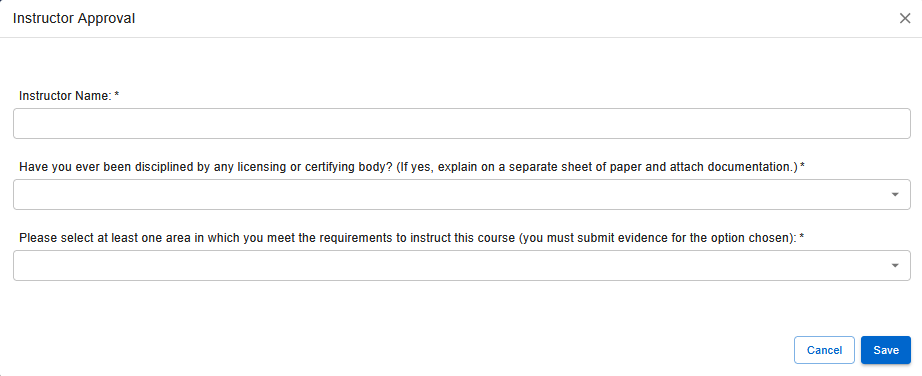 Instructor Approval
Instructor Name: *
Have you ever been disciplined by any licensing or certifying body? (If yes, explain on a separate sheet of paper and attach documentation.) *
Please select at least one area in which you meet the requirements to instruct this course (you must submit evidence for the option chosen): *
Cancel Save